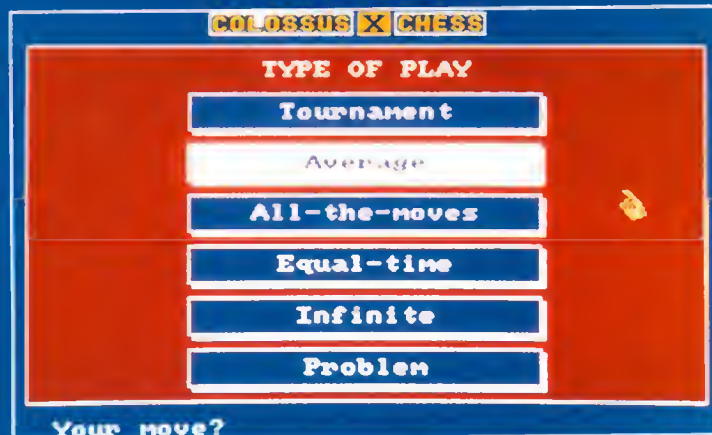 COLOSSUS X CHESS
TYPE OF PLAY
Tournament
Average
All-the-moves
Equal-time
Infinite
Problem
Your move?